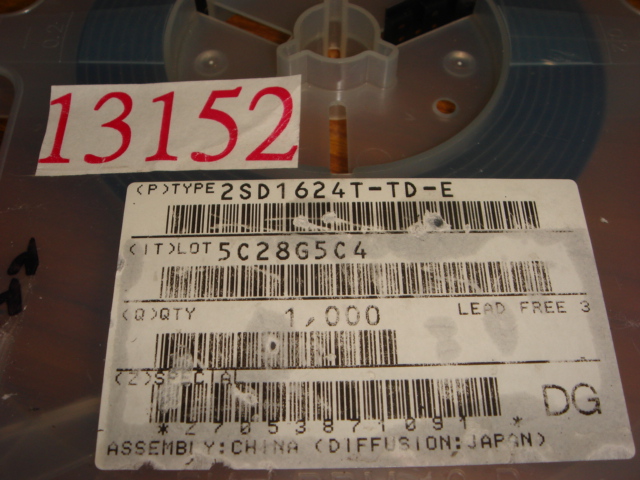 13152
(P)TYPE 2SD1624T-TD-E
(IT)LOT 5C28G5C4
(Q)QTY 1,000 LEAD FREE 3
(Z)SPECIAL
DG
*27053871091 *
ASSEMBLY:CHINA (DIFFUSION:JAPAN)